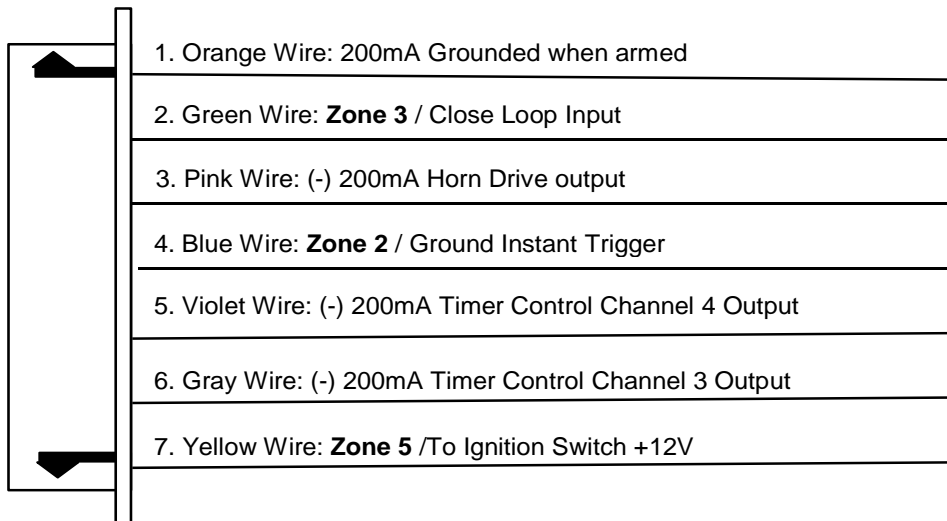 1. Orange Wire: 200mA Grounded when armed
2. Green Wire: Zone 3 / Close Loop Input
3. Pink Wire: (-) 200mA Horn Drive output
4. Blue Wire: Zone 2 / Ground Instant Trigger
5. Violet Wire: (-) 200mA Timer Control Channel 4 Output
6. Gray Wire: (-) 200mA Timer Control Channel 3 Output
7. Yellow Wire: Zone 5 /To Ignition Switch +12V